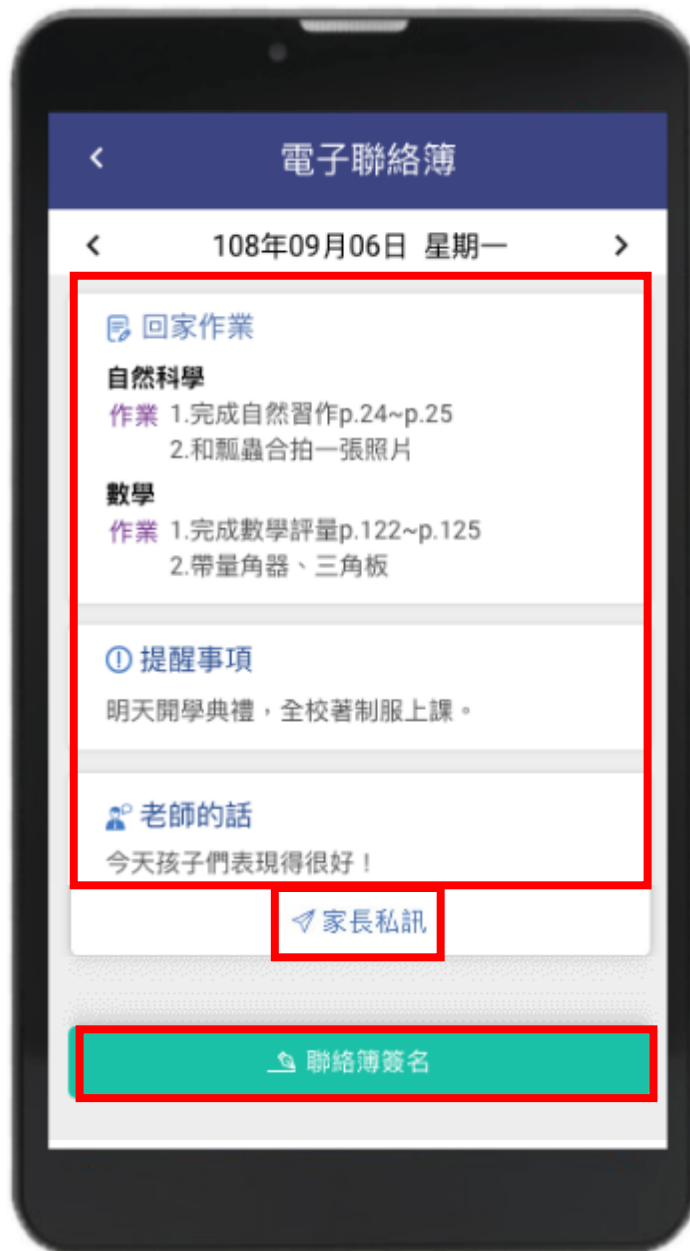 電子聯絡簿
108年09月06日 星期一
回家作業
自然科學
作業 1.完成自然習作p.24~p.25
2.和瓢蟲合拍一張照片
數學
作業 1.完成數學評量p.122~p.125
2.帶量角器、三角板
提醒事項
明天開學典禮，全校著制服上課。
老師的話
今天孩子們表現得很好！
家長私訊
聯絡簿簽名